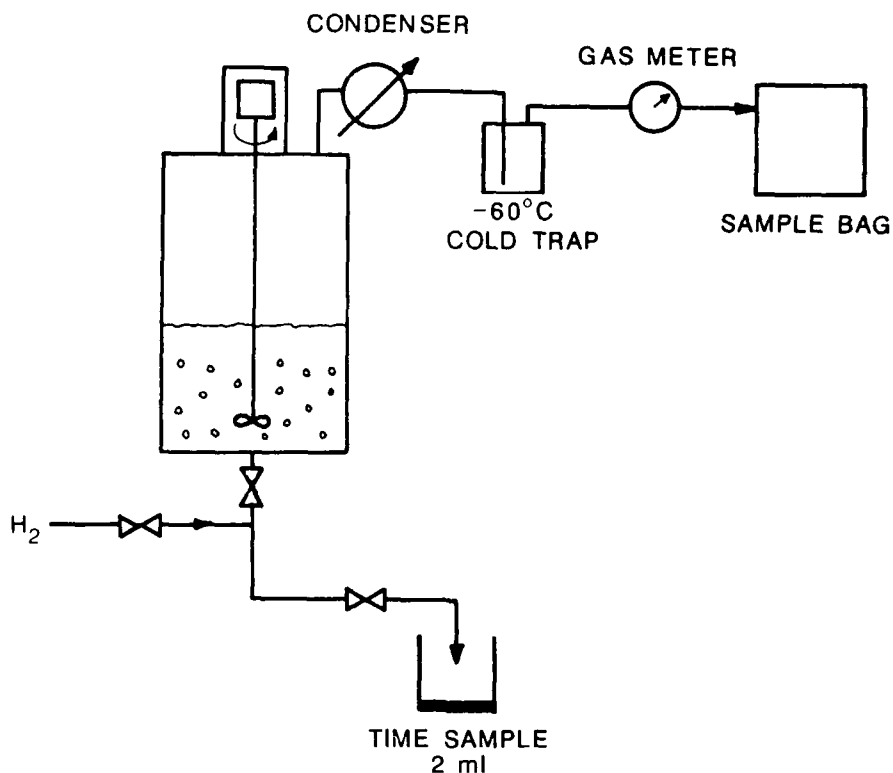 CONDENSER
GAS METER
-60°C
COLD TRAP
SAMPLE BAG
H₂
TIME SAMPLE
2 ml